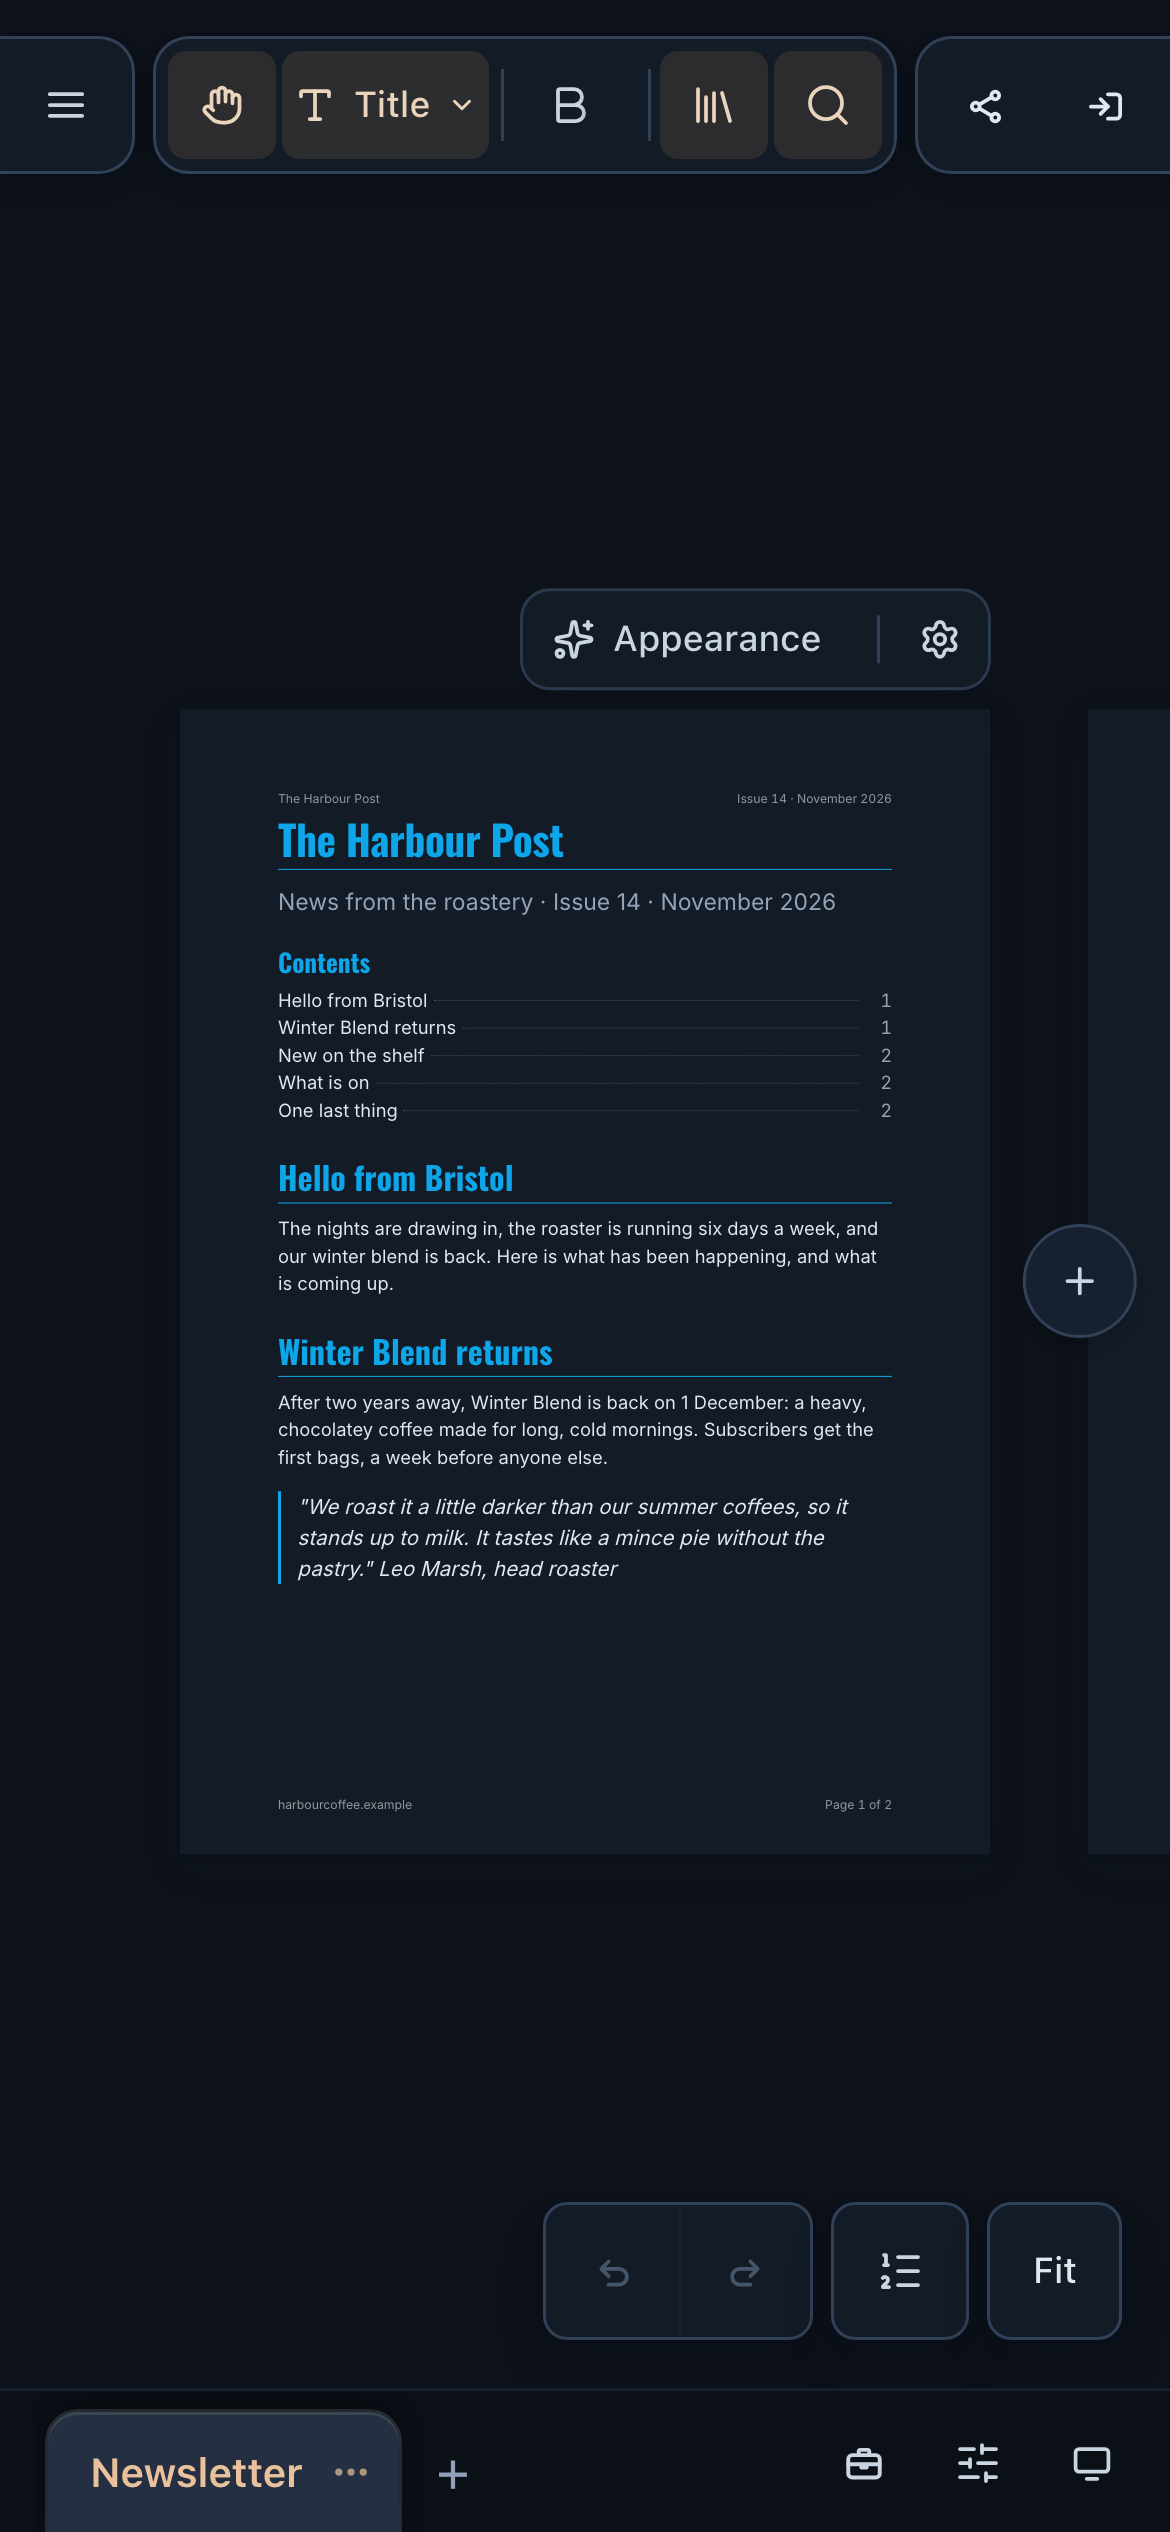 Title
Appearance
The Harbour Post
Issue 14 · November 2026
The Harbour Post
News from the roastery · Issue 14 · November 2026
Contents
Hello from Bristol 1
Winter Blend returns 1
New on the shelf 2
What is on 2
One last thing 2
Hello from Bristol
The nights are drawing in, the roaster is running six days a week, and
our winter blend is back. Here is what has been happening, and what
is coming up.
Winter Blend returns
After two years away, Winter Blend is back on 1 December: a heavy,
chocolatey coffee made for long, cold mornings. Subscribers get the
first bags, a week before anyone else.
"We roast it a little darker than our summer coffees, so it
stands up to milk. It tastes like a mince pie without the
pastry." Leo Marsh, head roaster
harbourcoffee.example
Page 1 of 2
Fit
Newsletter